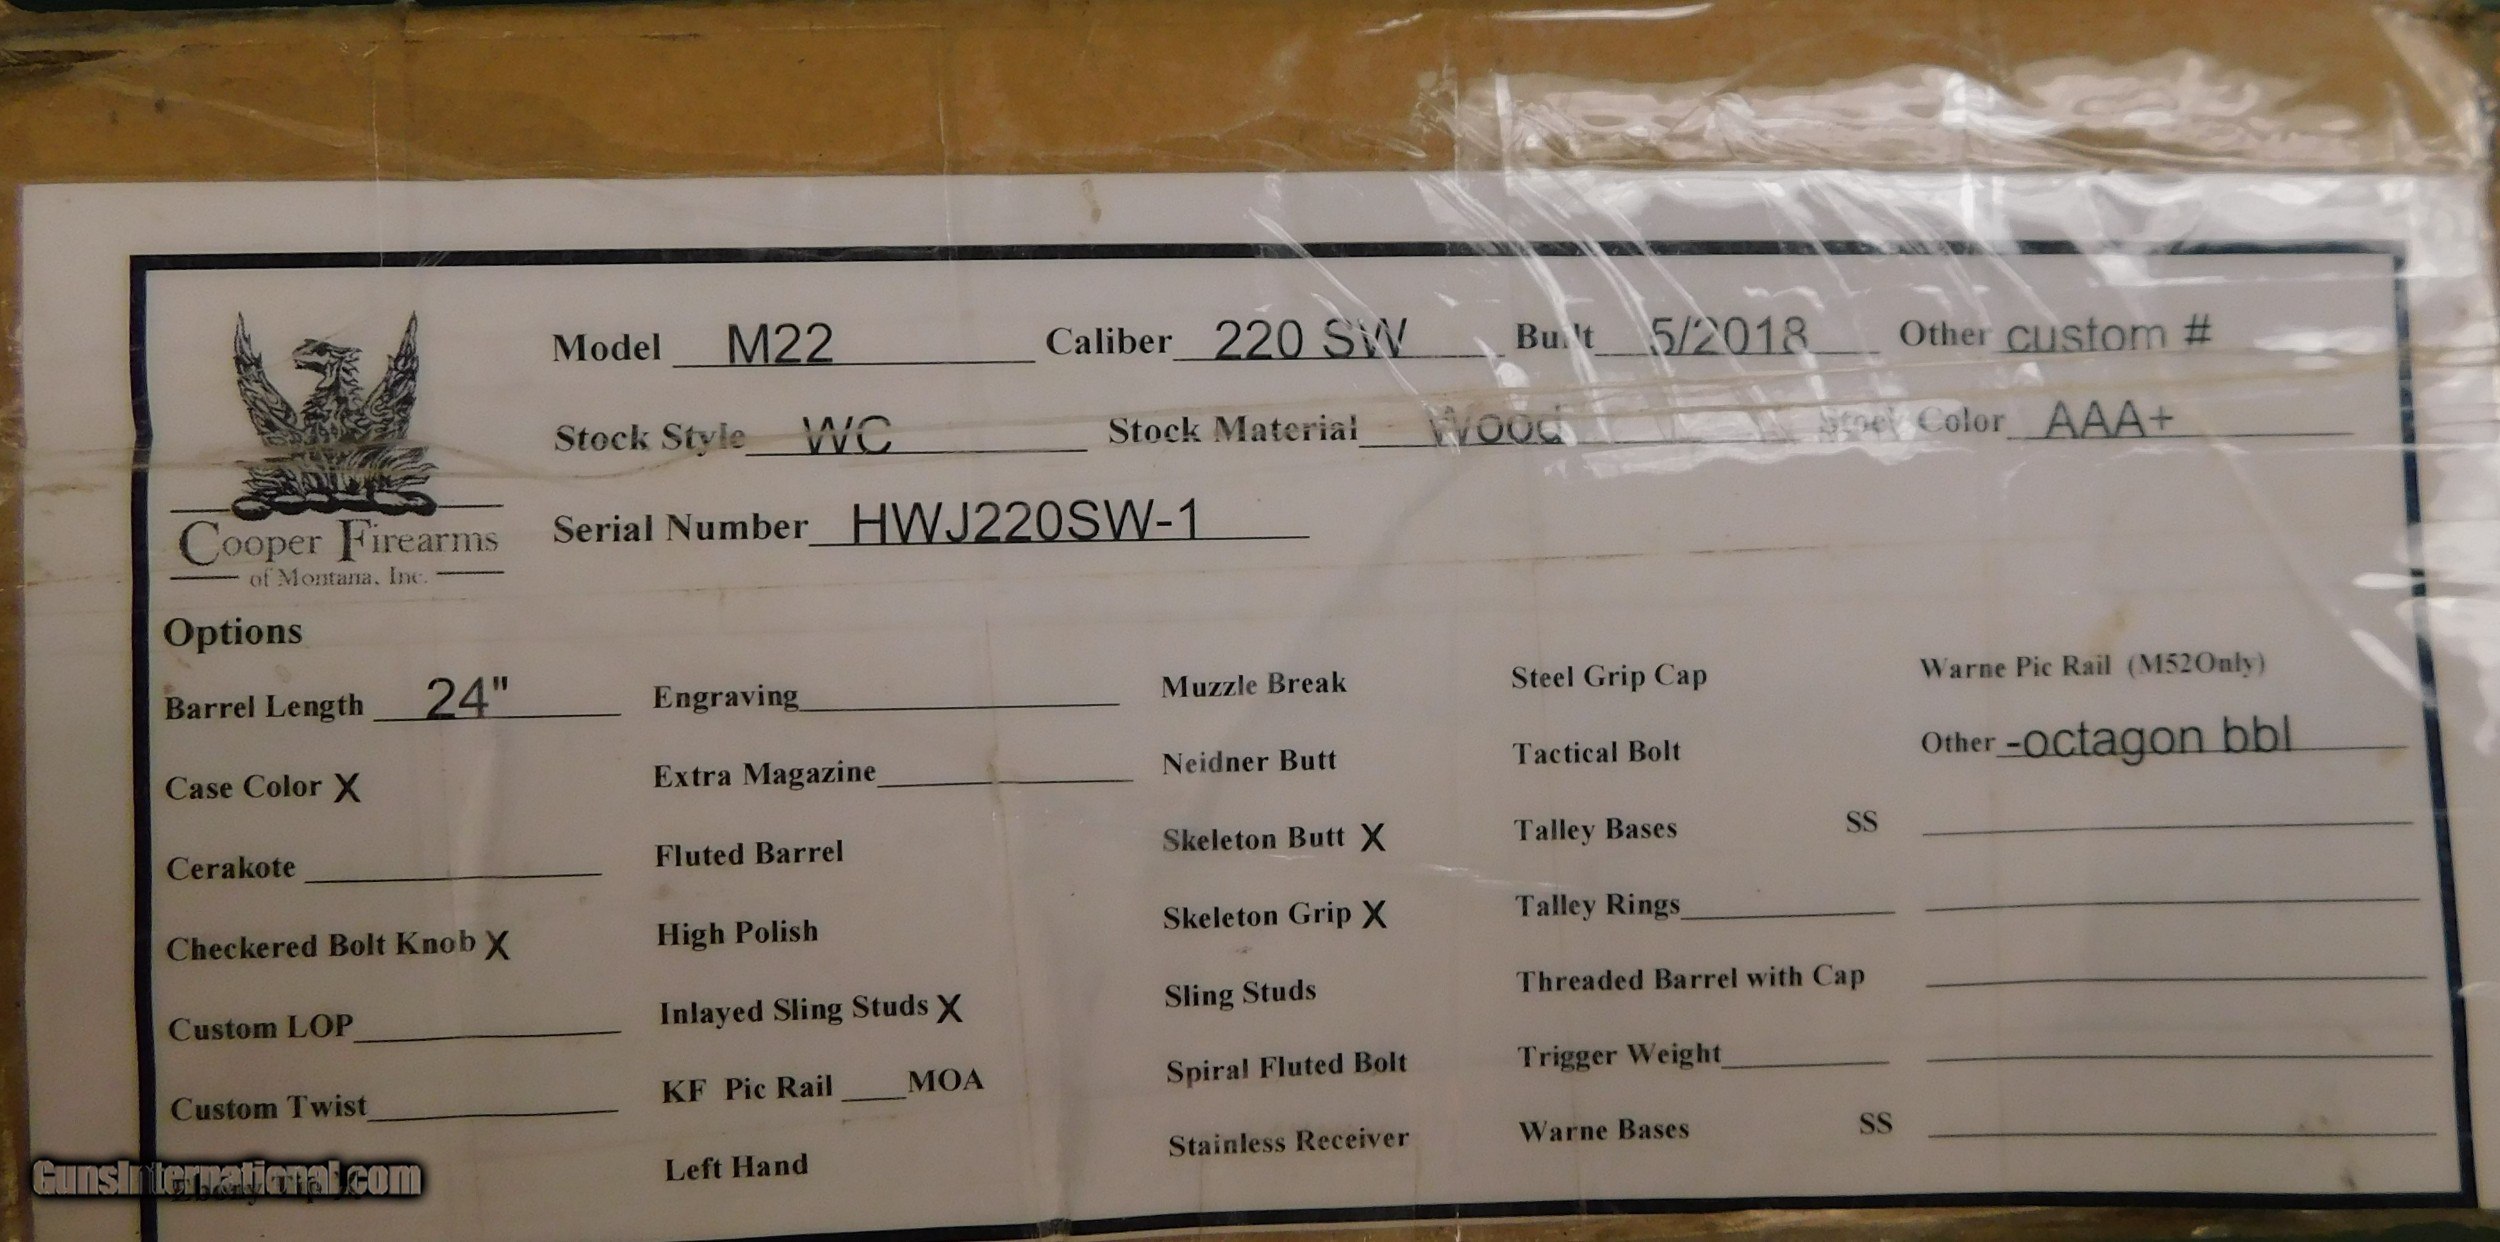 Model M22 Caliber 220 SW Built 5/2018 Other custom #
Stock Style WC Stock Material Wood Stock Color AAA+
Serial Number HWJ220SW-1
Cooper Firearms
of Montana, Inc.
Options
Barrel Length 24" Engraving Muzzle Break Steel Grip Cap Warne Pic Rail (M52Only)
Case Color X Extra Magazine Neidner Butt Tactical Bolt Other -octagon bbl
Cerakote Fluted Barrel Skeleton Butt X Talley Bases SS
Checkered Bolt Knob X High Polish Skeleton Grip X Talley Rings
Custom LOP Inlayed Sling Studs X Sling Studs Threaded Barrel with Cap
Custom Twist KF Pic Rail ____MOA Spiral Fluted Bolt Trigger Weight
Left Hand Stainless Receiver Warne Bases SS
Ebony Tip
GunsInternational.com